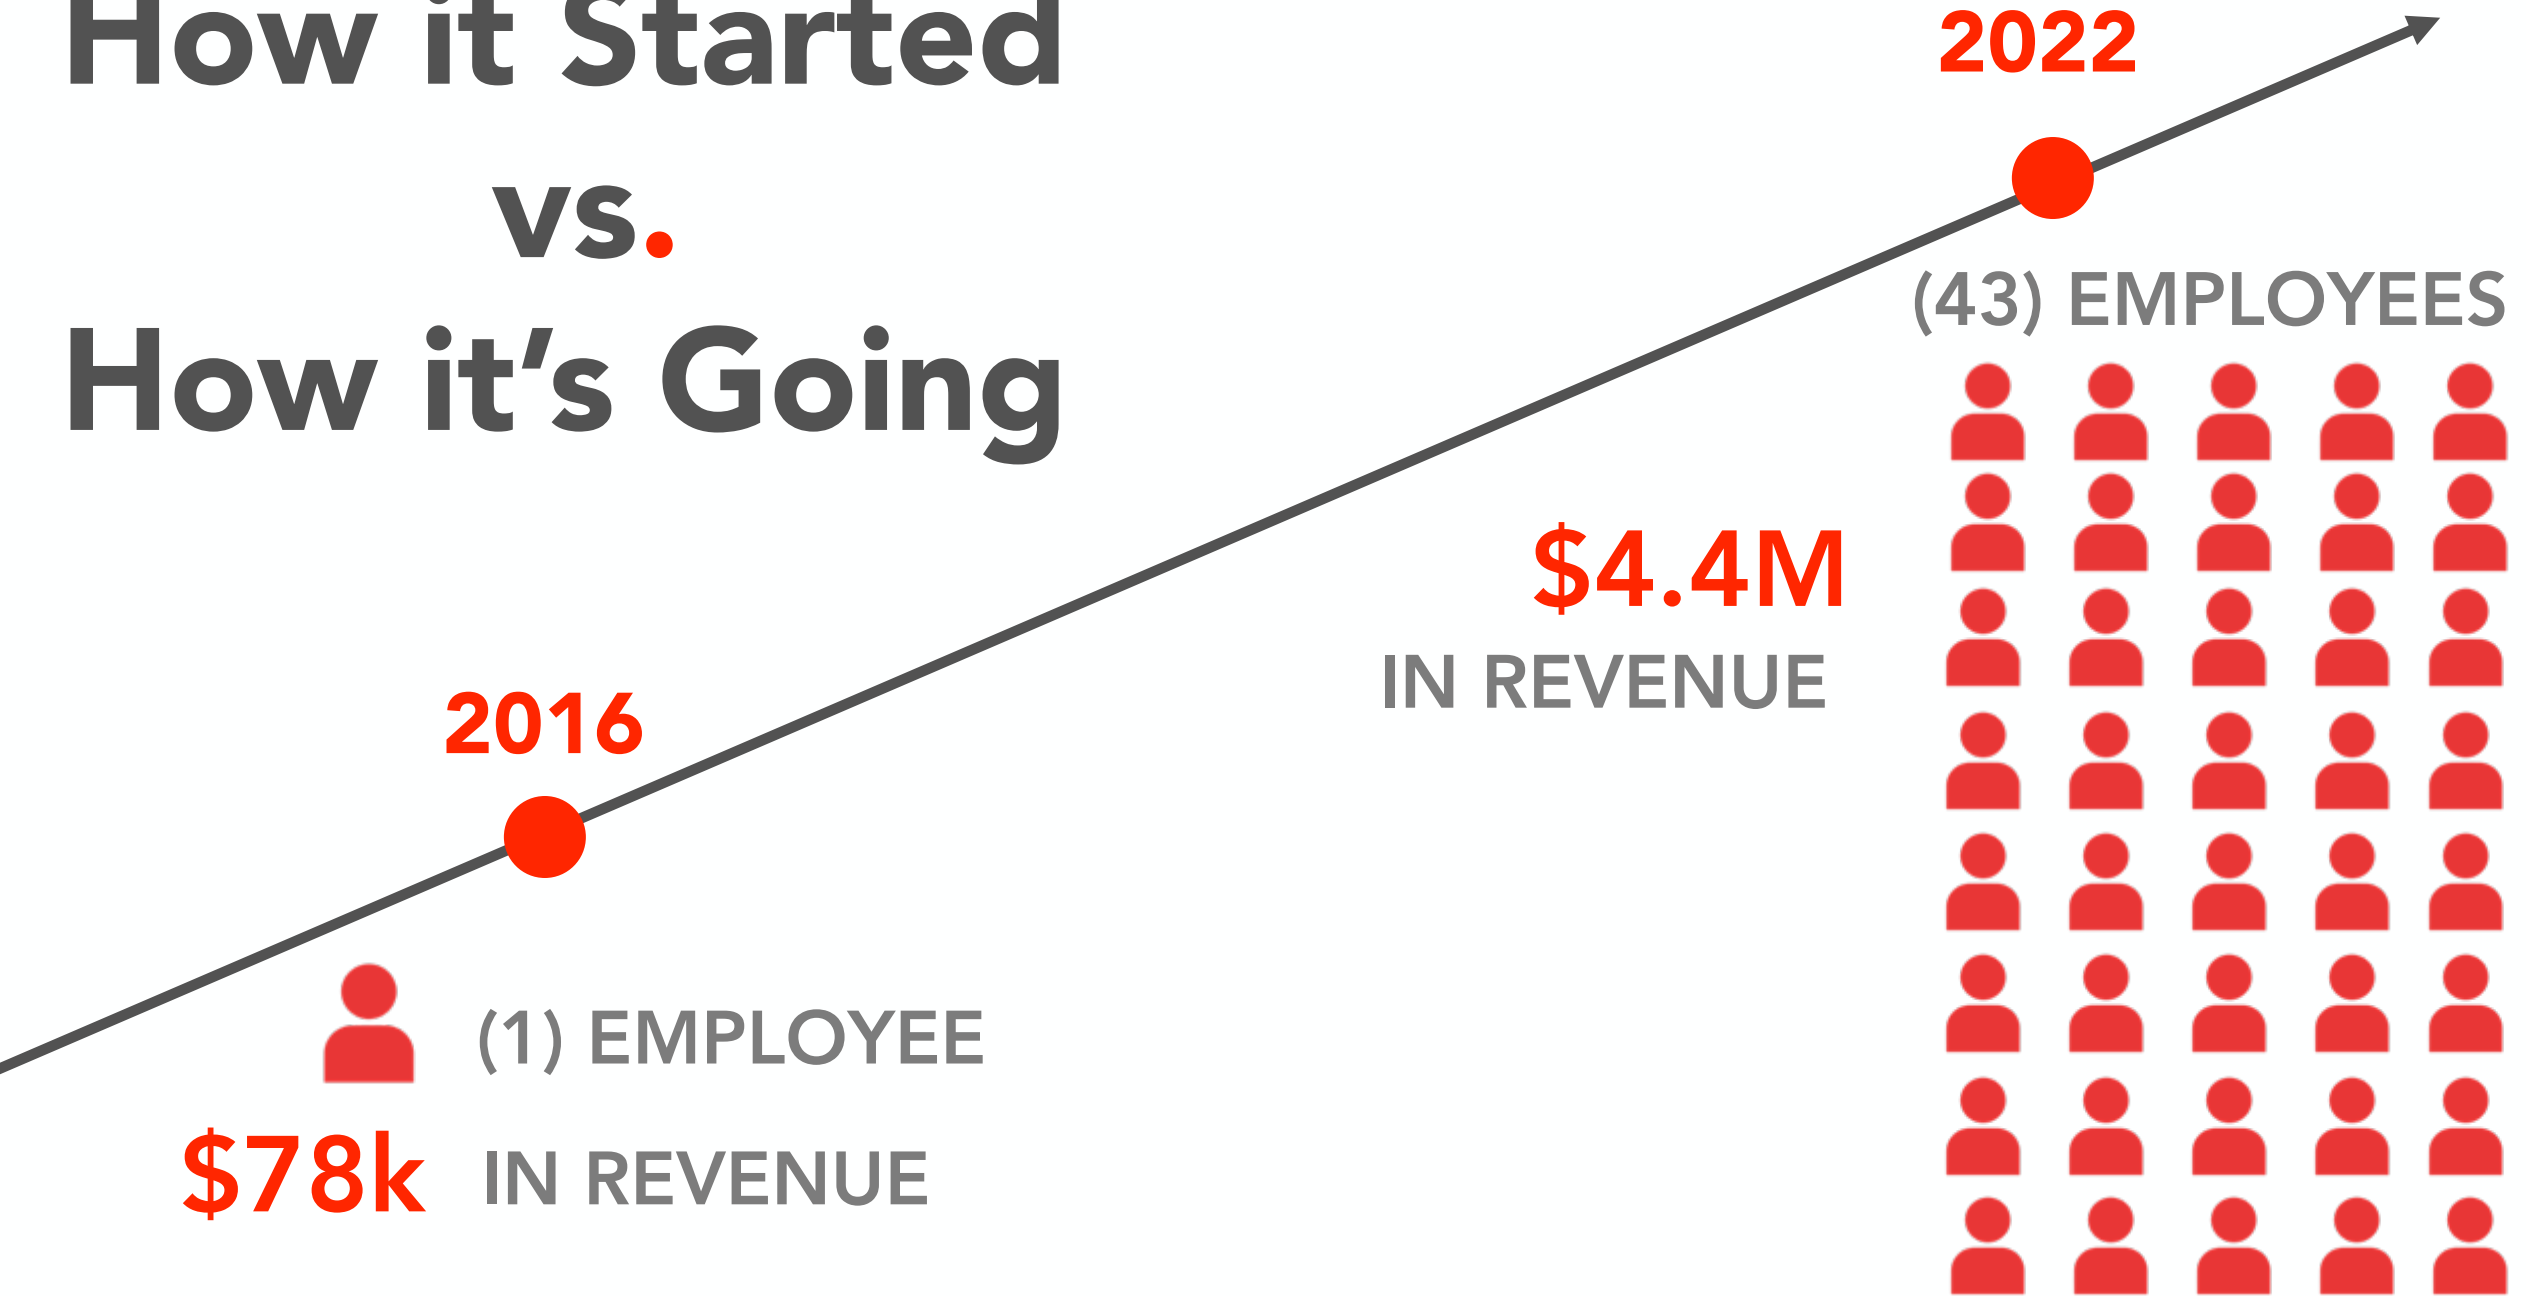 How it Started
vs.
How it's Going
2022
(43) EMPLOYEES
$4.4M
IN REVENUE
2016
(1) EMPLOYEE
$78k IN REVENUE